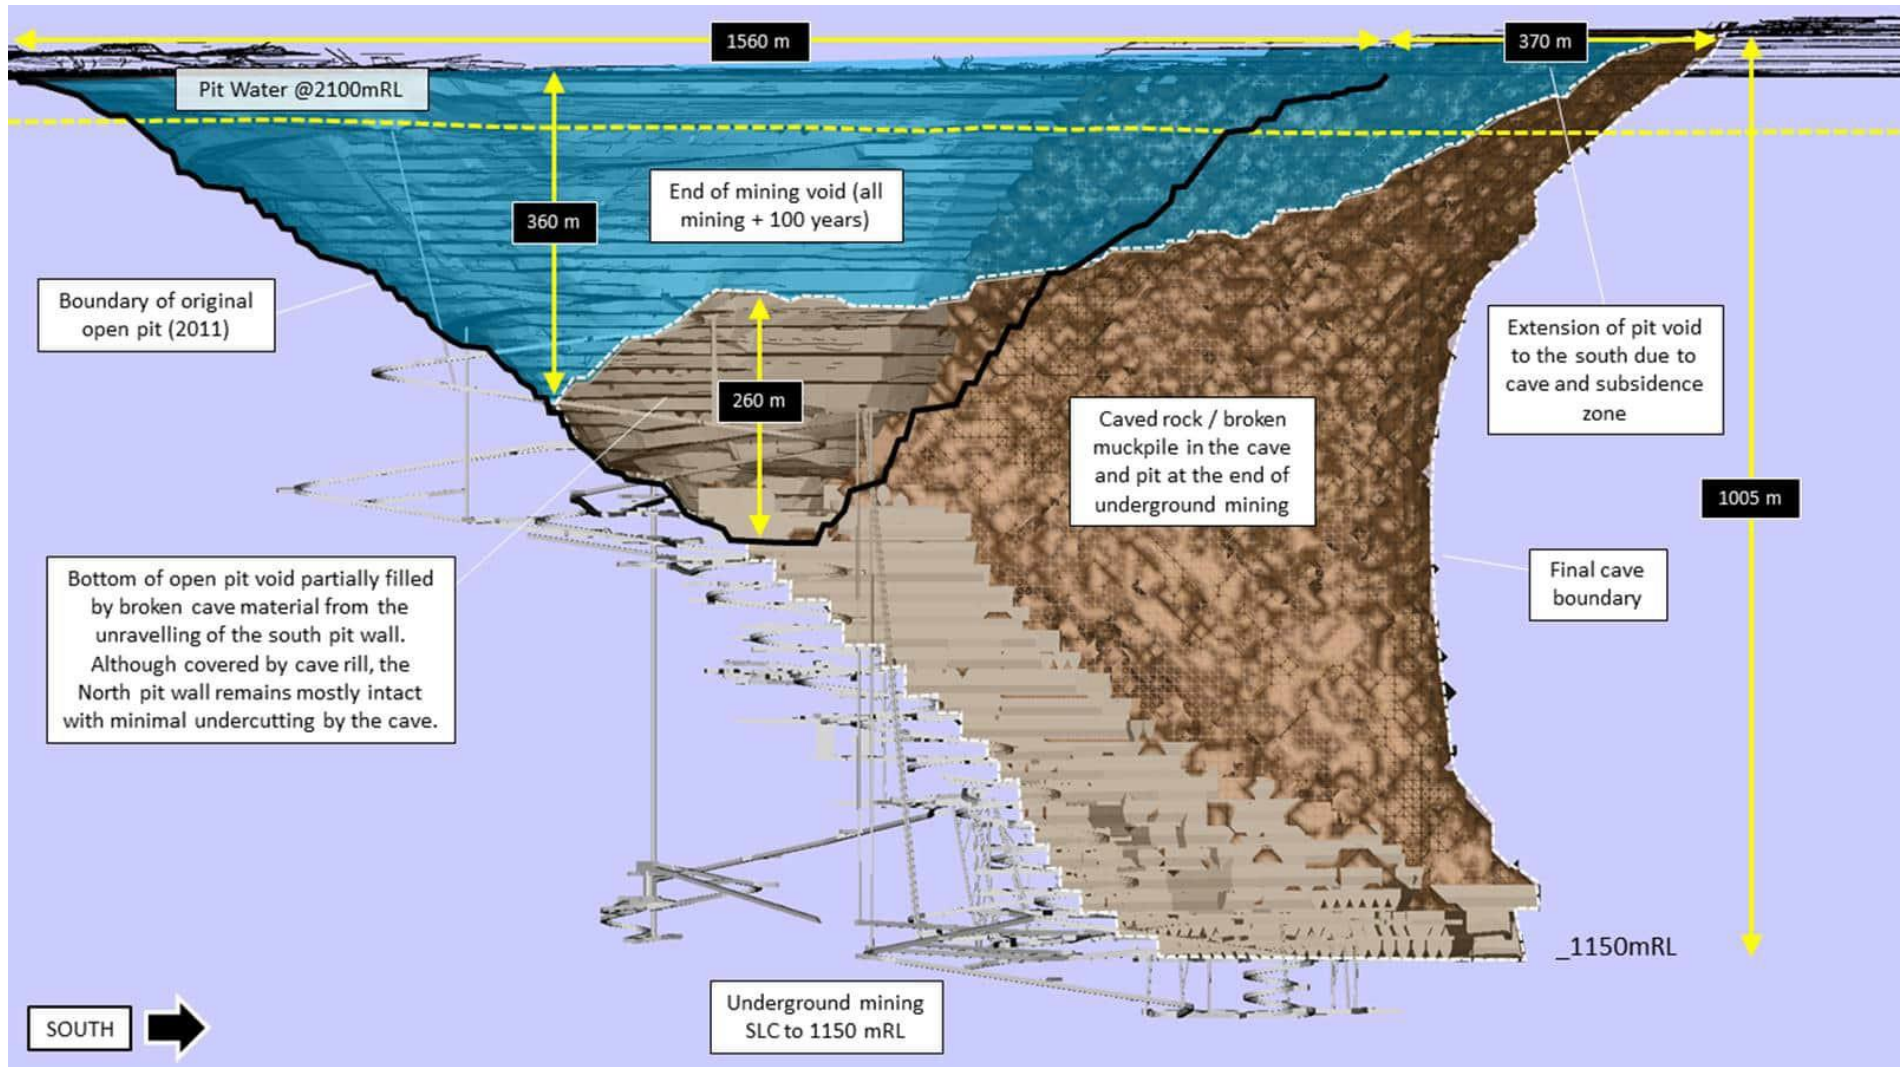 1560 m
370 m
Pit Water @2100mRL
End of mining void (all
mining + 100 years)
360 m
Boundary of original
open pit (2011)
Extension of pit void
to the south due to
cave and subsidence
zone
260 m
Caved rock / broken
muckpile in the cave
and pit at the end of
underground mining
1005 m
Bottom of open pit void partially filled
by broken cave material from the
unravelling of the south pit wall.
Although covered by cave rill, the
North pit wall remains mostly intact
with minimal undercutting by the cave.
Final cave
boundary
_1150mRL
Underground mining
SLC to 1150 mRL
SOUTH